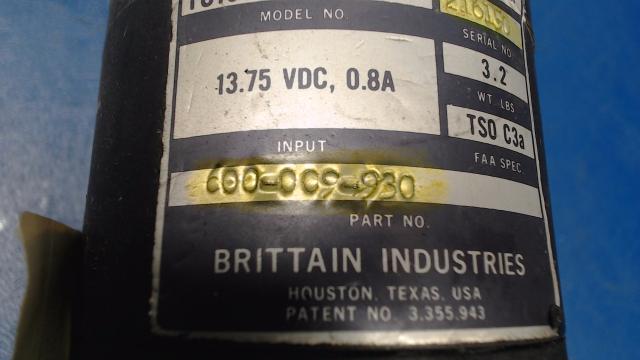 MODEL NO.
SERIAL NO.
13.75 VDC, 0.8A
3.2
WT. LBS
INPUT
TSO C3a
FAA SPEC.
600-009-930
PART NO.
BRITTAIN INDUSTRIES
HOUSTON, TEXAS, USA
PATENT NO. 3,355,943